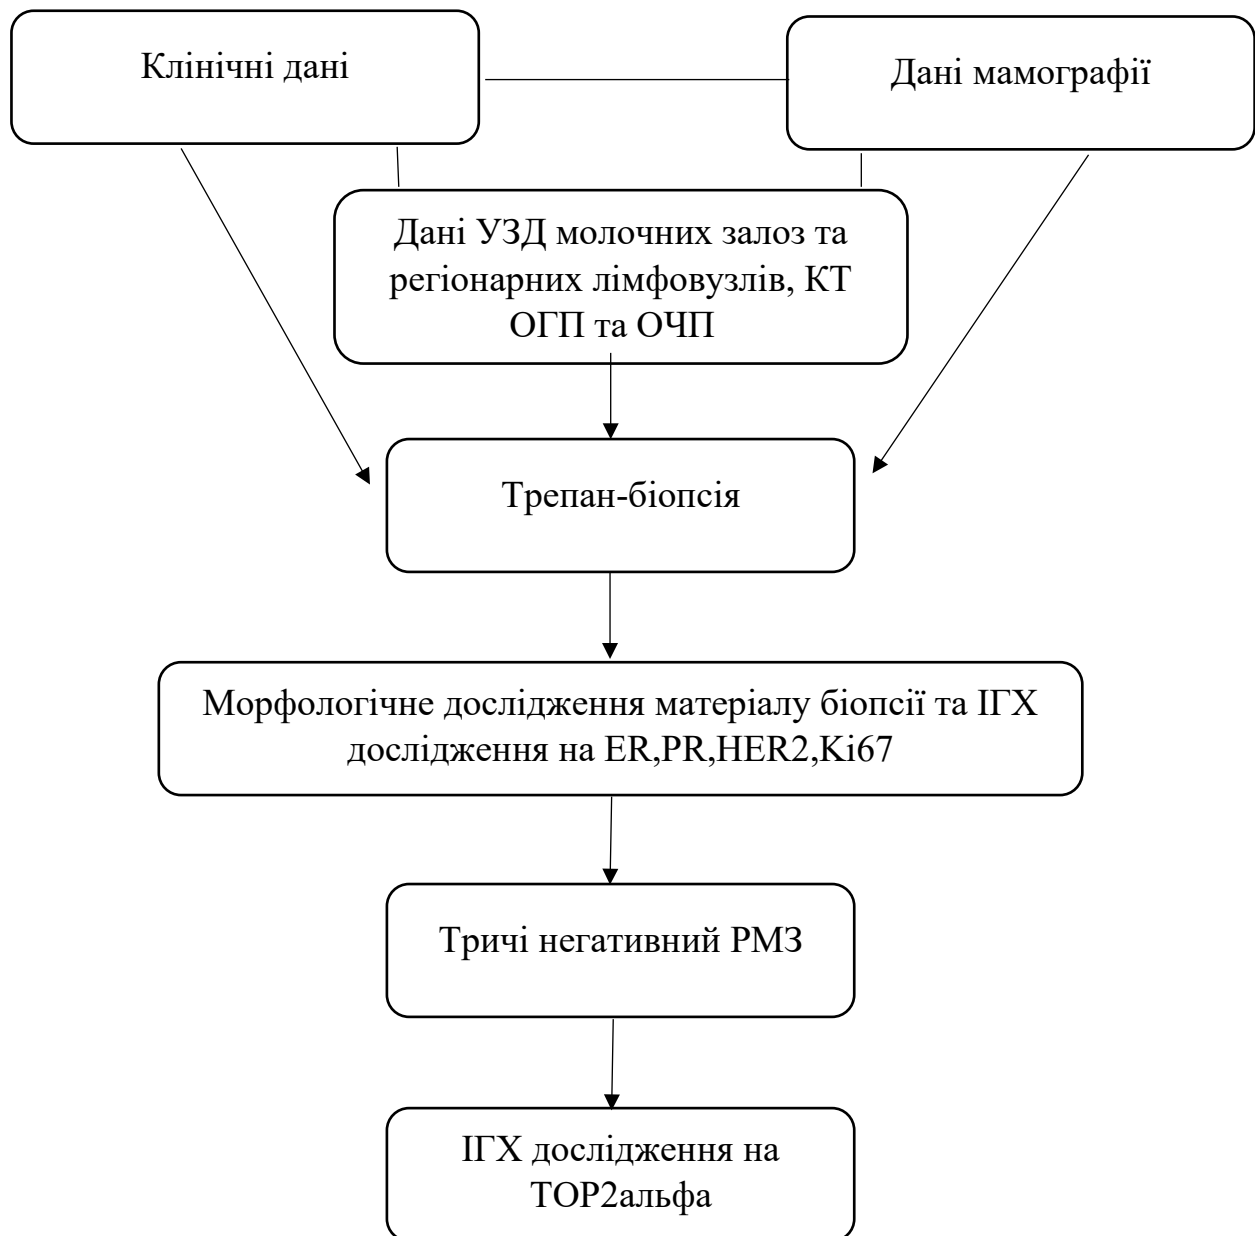 Клінічні дані
Дані мамографії
Дані УЗД молочних залоз та
регіонарних лімфовузлів, КТ
ОГП та ОЧП
Трепан-біопсія
Морфологічне дослідження матеріалу біопсії та ІГХ
дослідження на ER,PR,HER2,Ki67
Тричі негативний РМЗ
ІГХ дослідження на
TOP2альфа